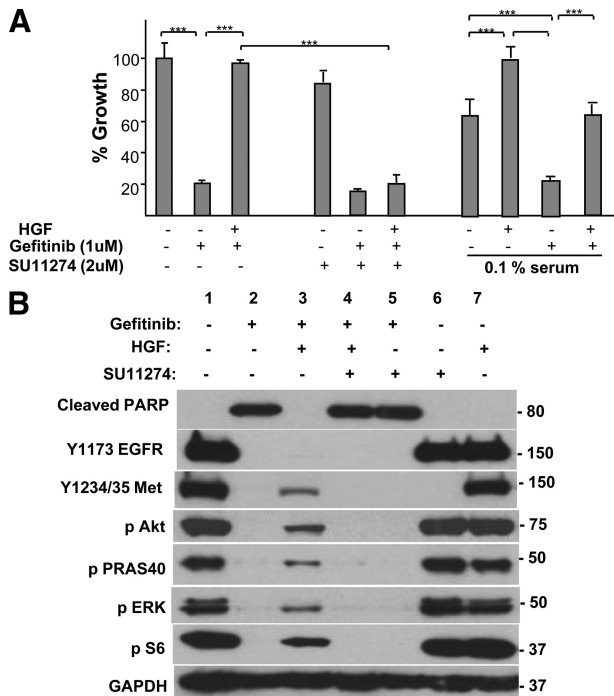 A
*** *** *** *** *** ***
% Growth
100
80
60
40
20
HGF - - + - - + - + - +
Gefitinib (1uM) - + + - + + - - + +
SU11274 (2uM) - - - + + +
0.1 % serum
B
1 2 3 4 5 6 7
Gefitinib: - + + + + - -
HGF: - - + + - - +
SU11274: - - - + + + -
Cleaved PARP - 80
Y1173 EGFR - 150
Y1234/35 Met - 150
p Akt - 75
p PRAS40 - 50
p ERK - 50
p S6 - 37
GAPDH - 37